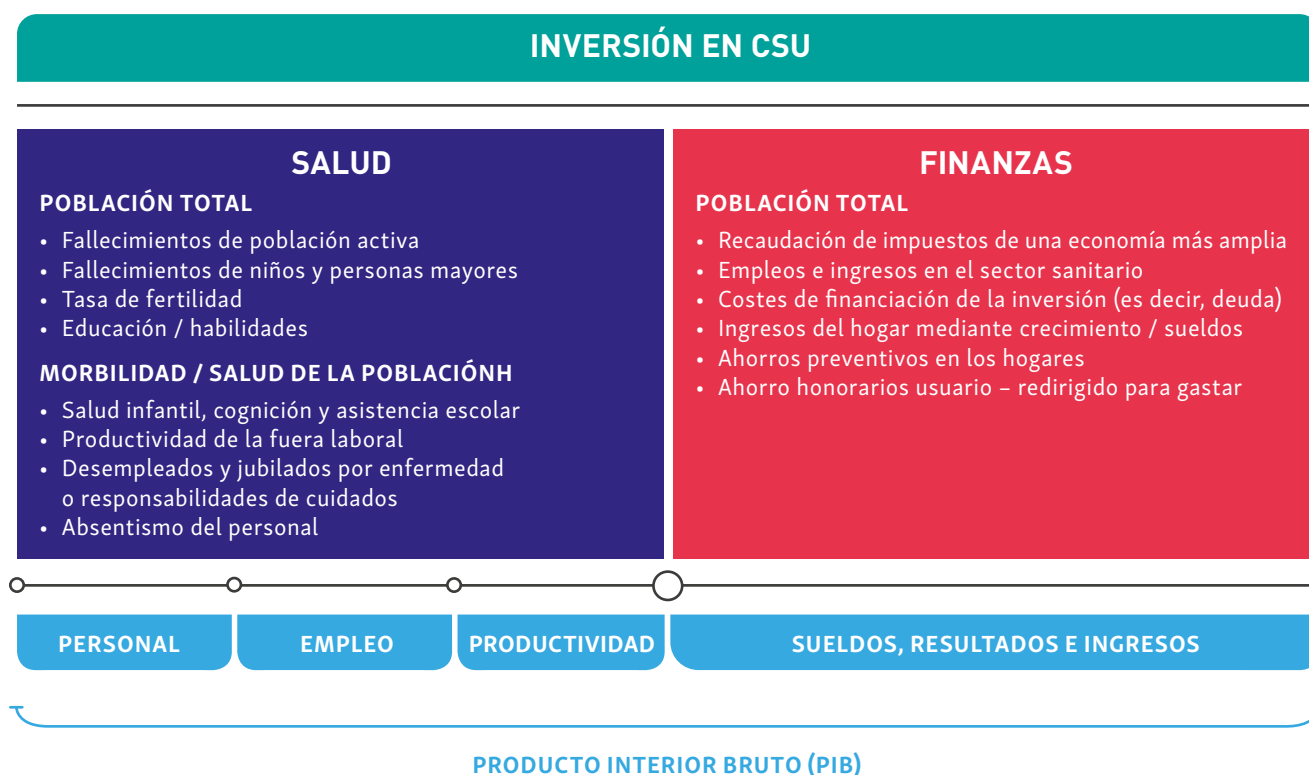 INVERSIÓN EN CSU
SALUD
POBLACIÓN TOTAL
• Fallecimientos de población activa
• Fallecimientos de niños y personas mayores
• Tasa de fertilidad
• Educación / habilidades
MORBILIDAD / SALUD DE LA POBLACIÓNH
• Salud infantil, cognición y asistencia escolar
• Productividad de la fuera laboral
• Desempleados y jubilados por enfermedad
o responsabilidades de cuidados
• Absentismo del personal
FINANZAS
POBLACIÓN TOTAL
• Recaudación de impuestos de una economía más amplia
• Empleos e ingresos en el sector sanitario
• Costes de financiación de la inversión (es decir, deuda)
• Ingresos del hogar mediante crecimiento / sueldos
• Ahorros preventivos en los hogares
• Ahorro honorarios usuario – redirigido para gastar
PERSONAL
EMPLEO
PRODUCTIVIDAD
SUELDOS, RESULTADOS E INGRESOS
PRODUCTO INTERIOR BRUTO (PIB)